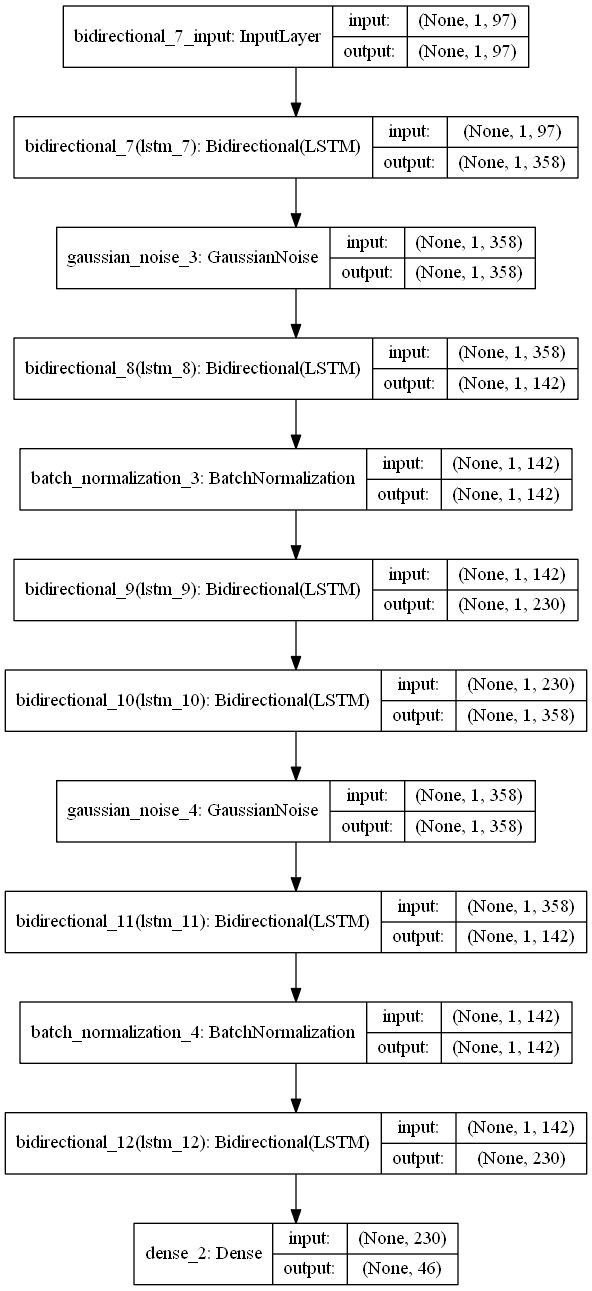 bidirectional_7_input: InputLayer
input: (None, 1, 97)
output: (None, 1, 97)
bidirectional_7(lstm_7): Bidirectional(LSTM)
input: (None, 1, 97)
output: (None, 1, 358)
gaussian_noise_3: GaussianNoise
input: (None, 1, 358)
output: (None, 1, 358)
bidirectional_8(lstm_8): Bidirectional(LSTM)
input: (None, 1, 358)
output: (None, 1, 142)
batch_normalization_3: BatchNormalization
input: (None, 1, 142)
output: (None, 1, 142)
bidirectional_9(lstm_9): Bidirectional(LSTM)
input: (None, 1, 142)
output: (None, 1, 230)
bidirectional_10(lstm_10): Bidirectional(LSTM)
input: (None, 1, 230)
output: (None, 1, 358)
gaussian_noise_4: GaussianNoise
input: (None, 1, 358)
output: (None, 1, 358)
bidirectional_11(lstm_11): Bidirectional(LSTM)
input: (None, 1, 358)
output: (None, 1, 142)
batch_normalization_4: BatchNormalization
input: (None, 1, 142)
output: (None, 1, 142)
bidirectional_12(lstm_12): Bidirectional(LSTM)
input: (None, 1, 142)
output: (None, 230)
dense_2: Dense
input: (None, 230)
output: (None, 46)